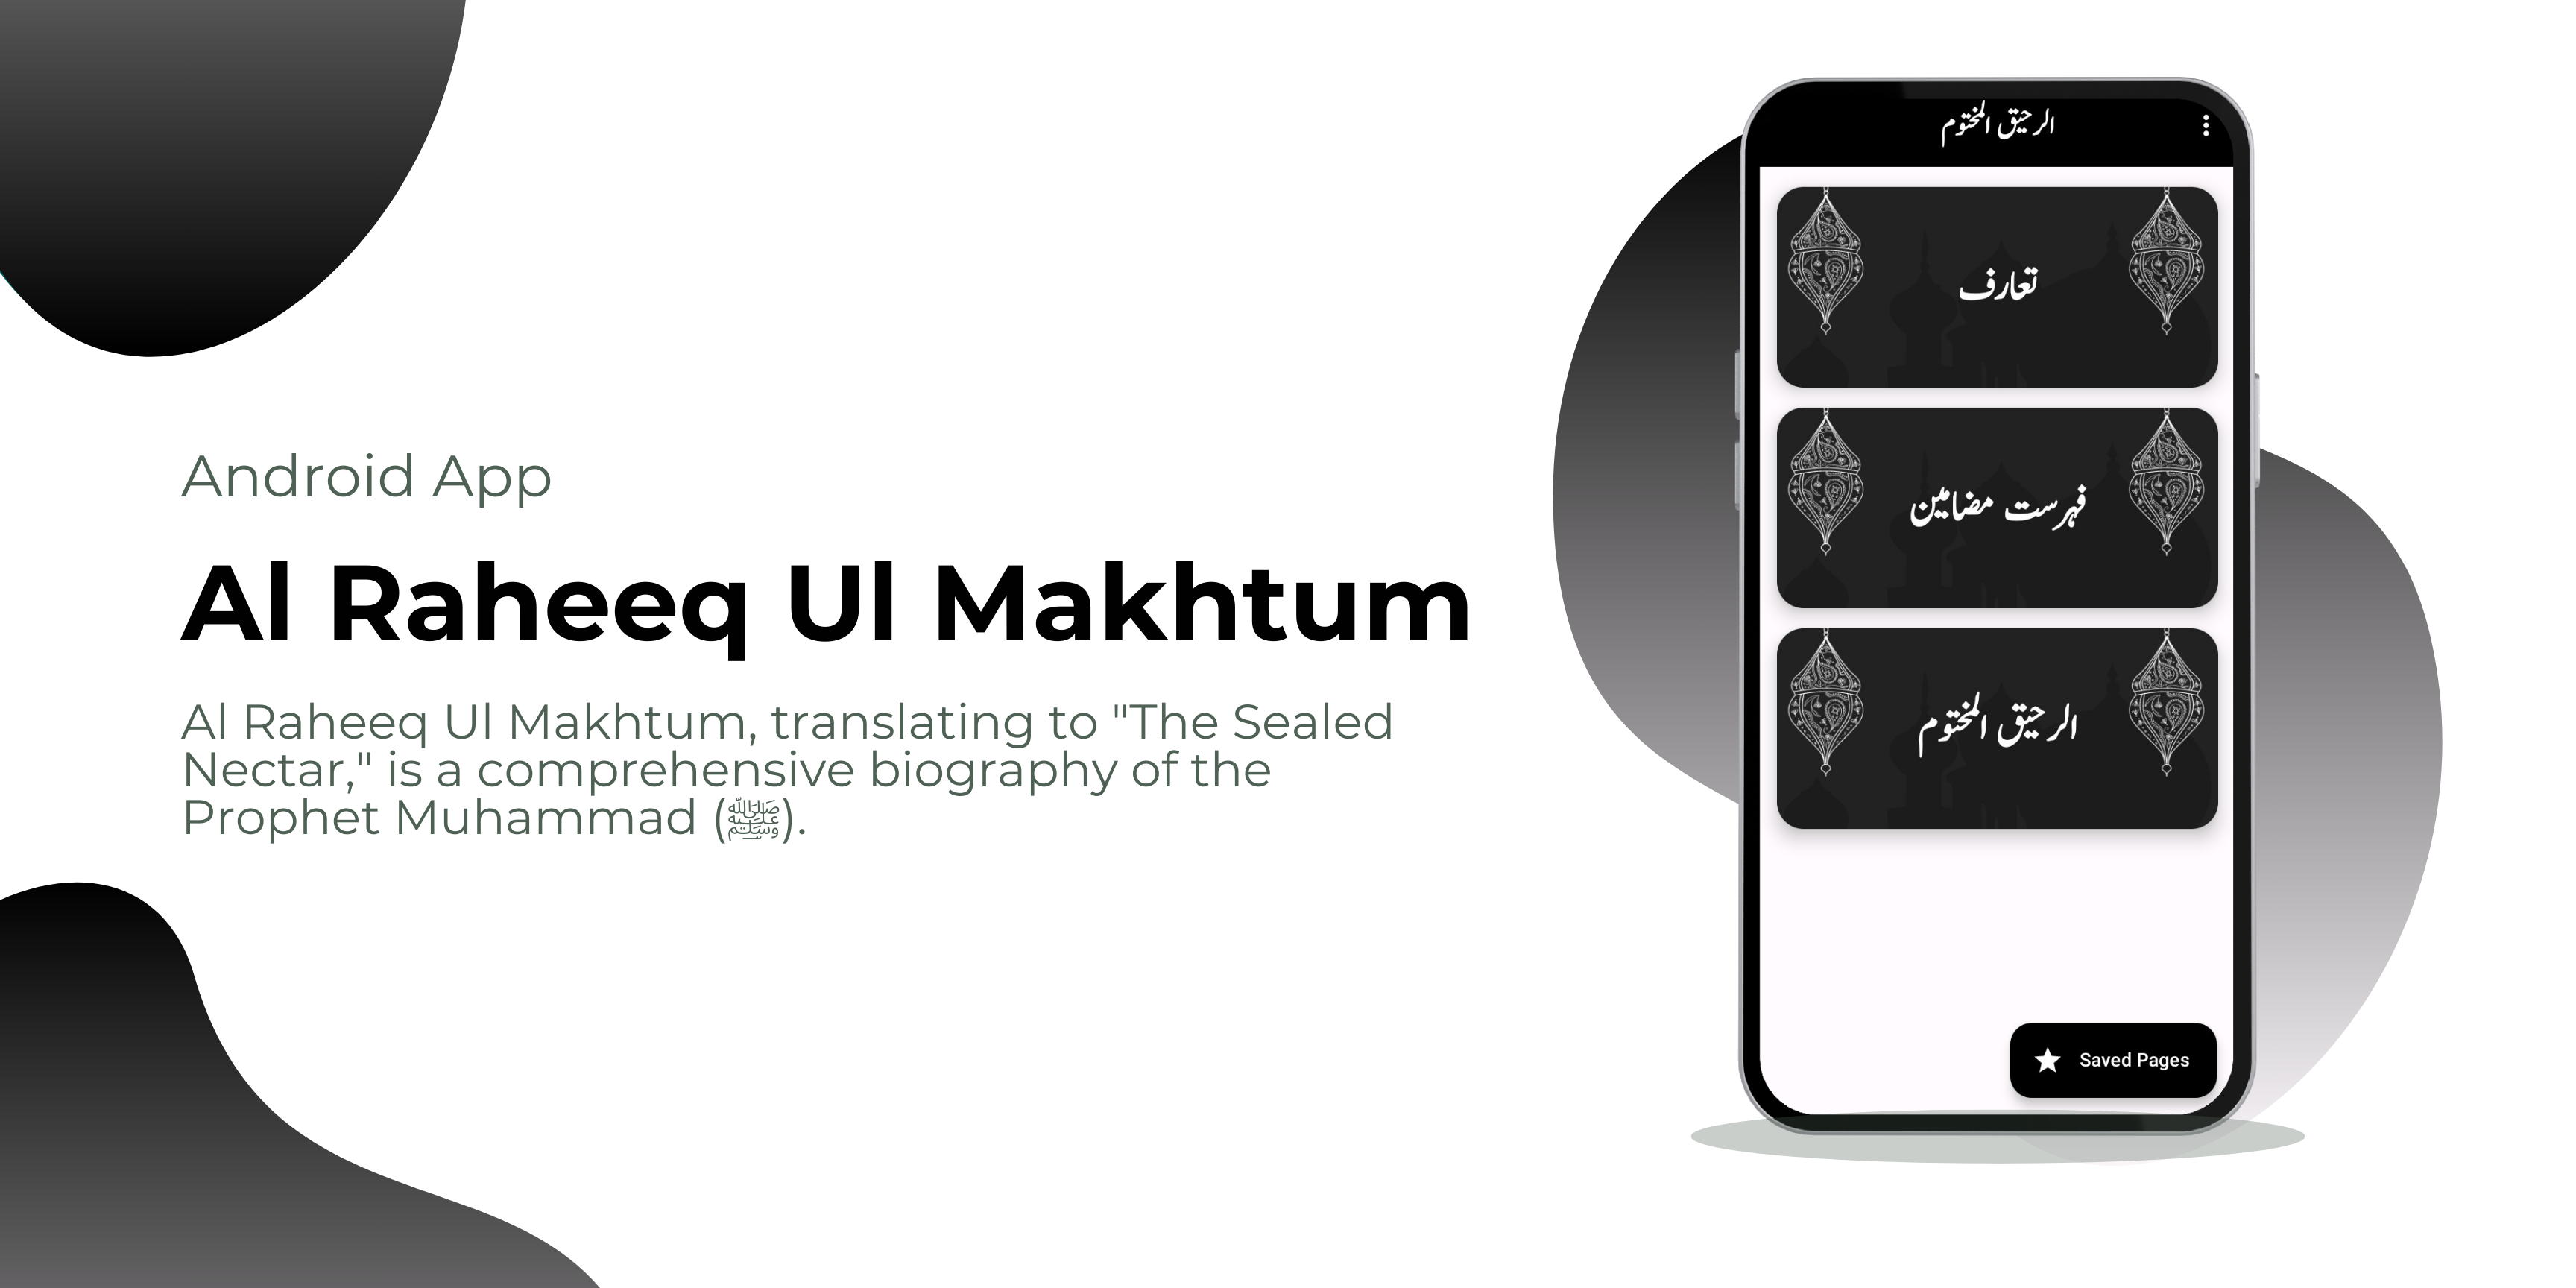 Android App
Al Raheeq Ul Makhtum
Al Raheeq Ul Makhtum, translating to "The Sealed
Nectar," is a comprehensive biography of the
Prophet Muhammad (ﷺ).
الرحیق المختوم
تعارف
فہرست مضامین
الرحیق المختوم
Saved Pages